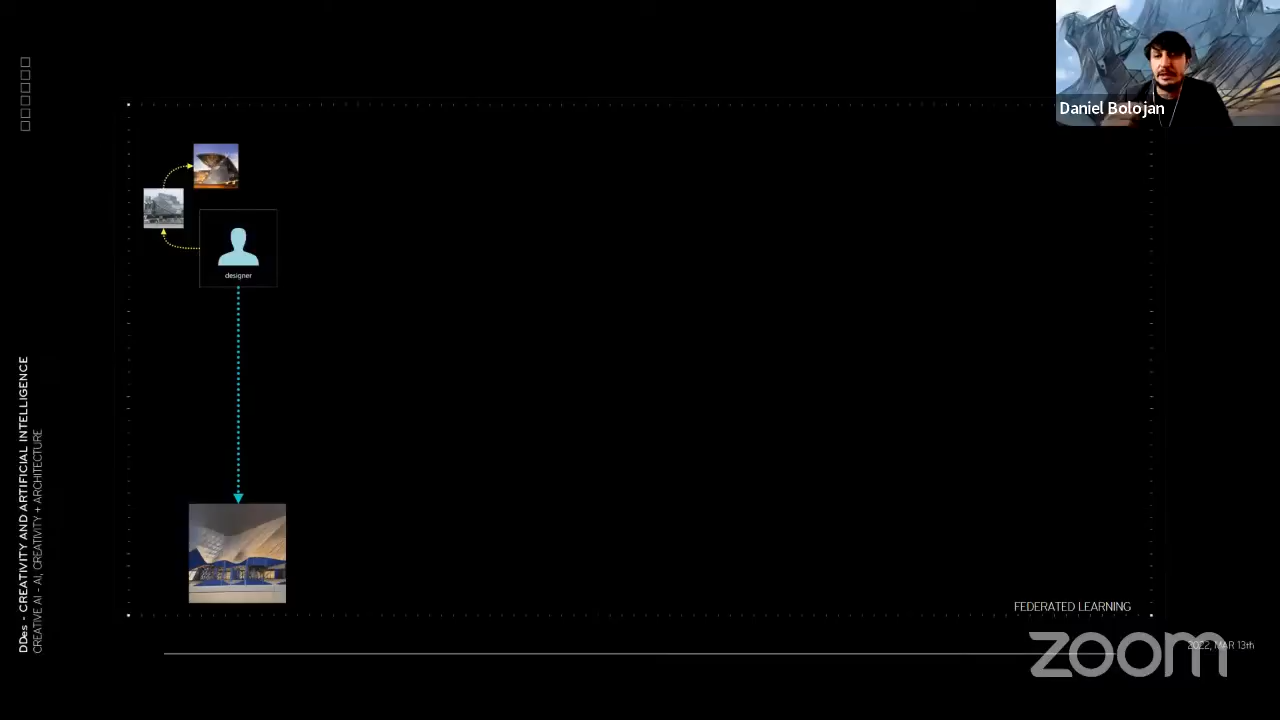 Daniel Bolojan
designer
DDes - CREATIVITY AND ARTIFICIAL INTELLIGENCE
CREATIVE AI - AI, CREATIVITY + ARCHITECTURE
FEDERATED LEARNING
2022, MAR 13th
zoom